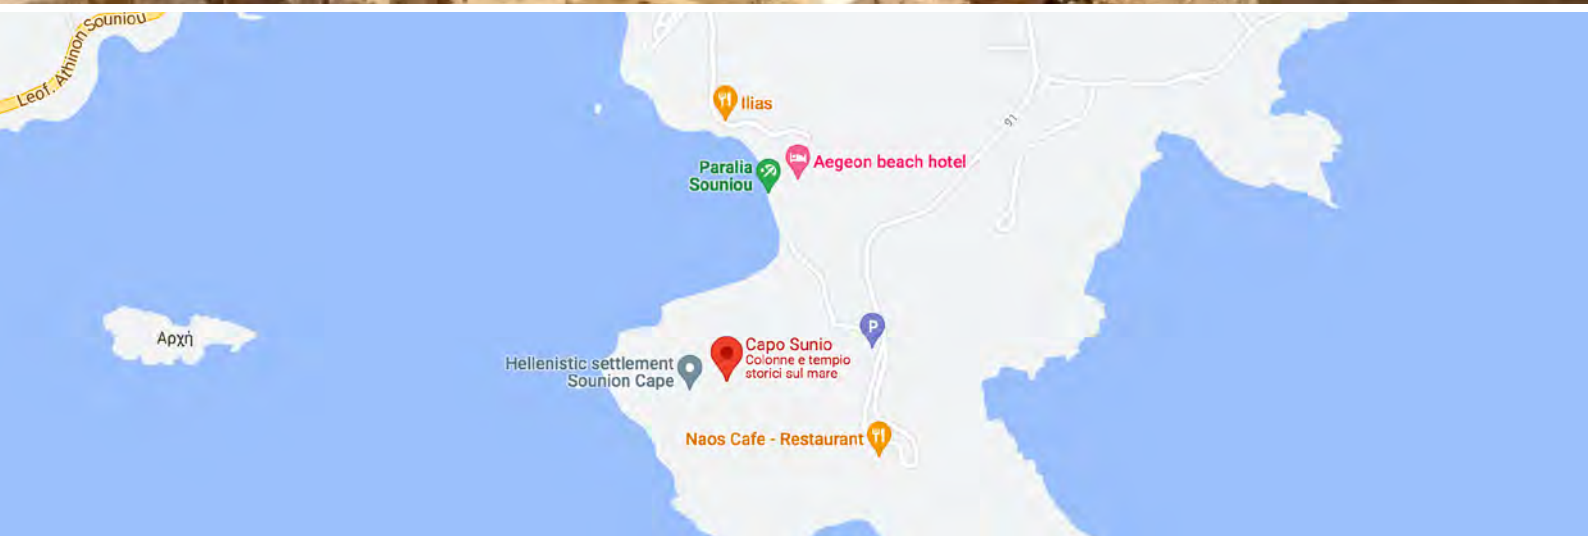 Leof. Athinon Souniou
Ilias
91
Paralia
Souniou
Aegeon beach hotel
Αρχή
P
Capo Sunio
Colonne e tempio
storici sul mare
Hellenistic settlement
Sounion Cape
Naos Cafe - Restaurant